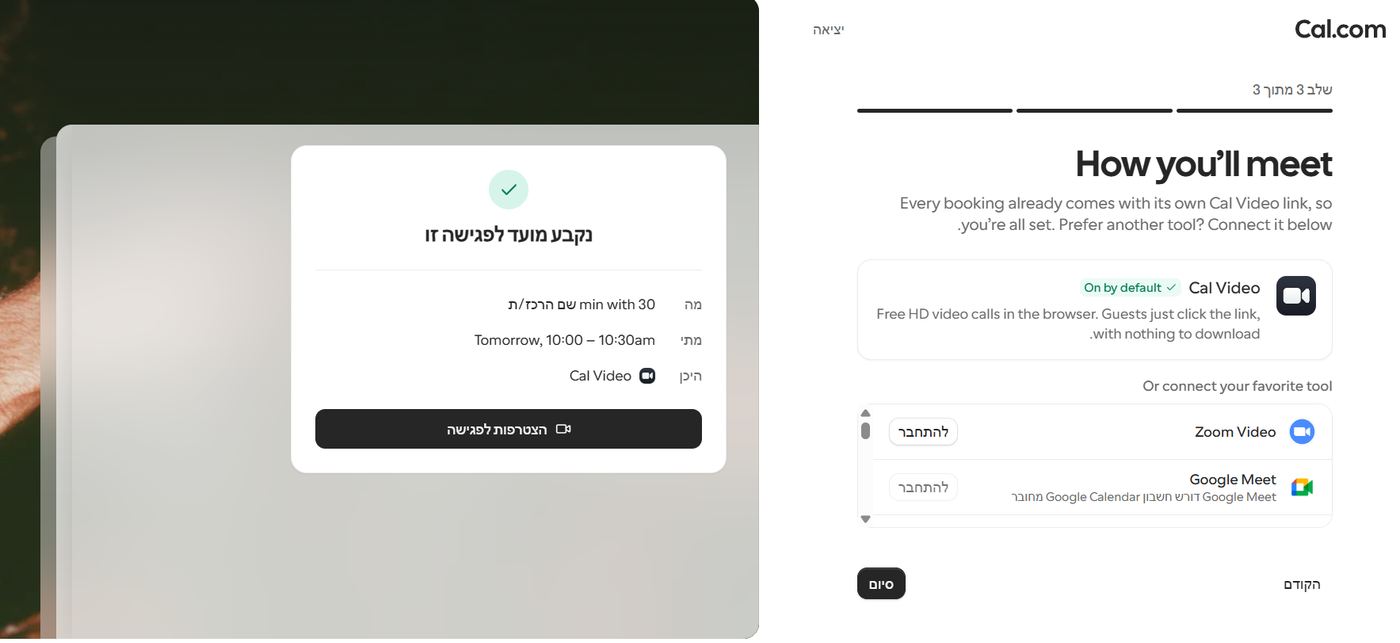 Cal.com
יציאה
שלב 3 מתוך 3
How you’ll meet
Every booking already comes with its own Cal Video link, so
you’re all set. Prefer another tool? Connect it below.
Cal Video
On by default
Free HD video calls in the browser. Guests just click the link,
with nothing to download.
Or connect your favorite tool
Zoom Video
להתחבר
Google Meet
Google Meet דורש חשבון Google Calendar מחובר
להתחבר
הקודם
סיום
נקבע מועד לפגישה זו
מה
30 min with שם הרכז/ת
מתי
Tomorrow, 10:00 – 10:30am
היכן
Cal Video
הצטרפות לפגישה